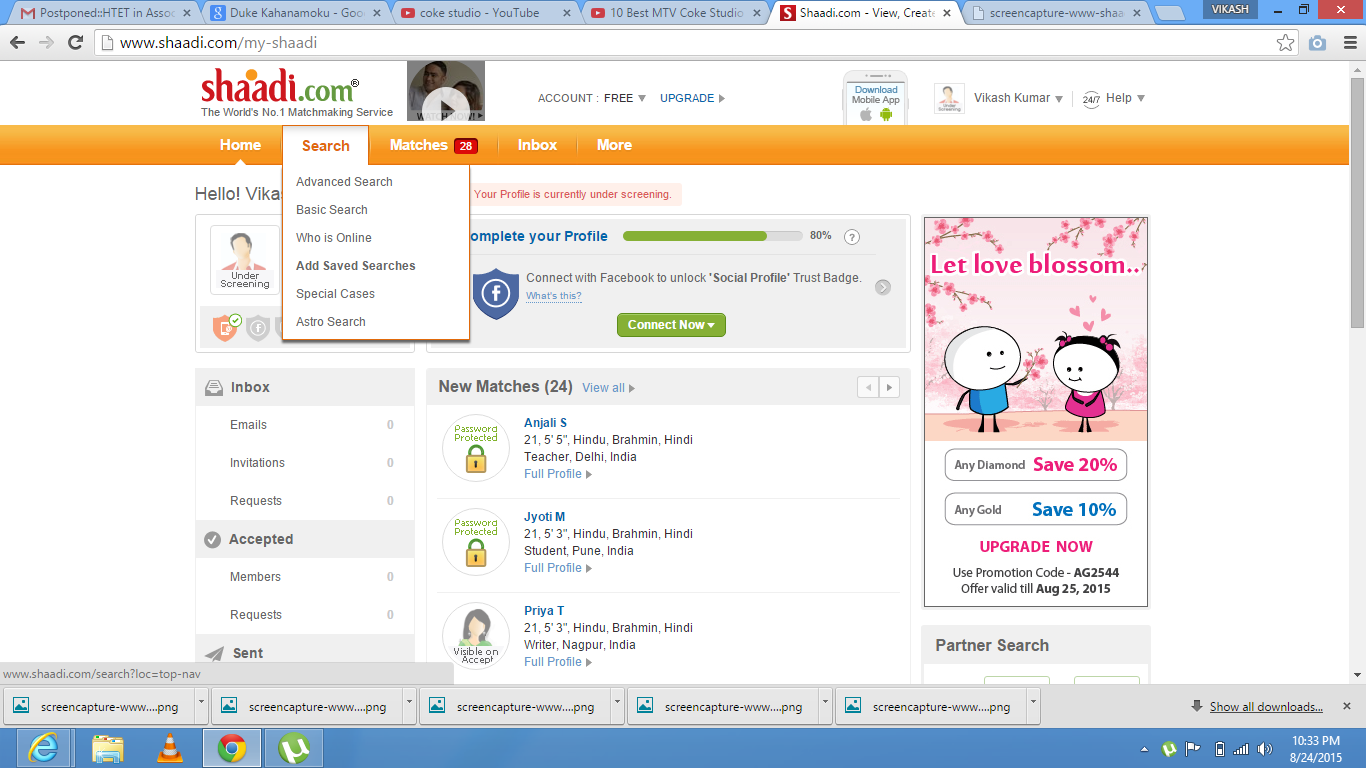 Postponed::HTET in Assoc
Duke Kahanamoku - Goo
coke studio - YouTube
10 Best MTV Coke Studio
Shaadi.com - View, Create
screencapture-www-shaa
VIKASH
www.shaadi.com/my-shaadi
shaadi.com®
The World's No.1 Matchmaking Service
WATCH NOW!
ACCOUNT : FREE
UPGRADE
Download
Mobile App
Under
Screening
Vikash Kumar
24/7 Help
Home
Search
Matches 28
Inbox
More
Advanced Search
Basic Search
Who is Online
Add Saved Searches
Special Cases
Astro Search
Hello! Vikas
Your Profile is currently under screening.
Under
Screening
omplete your Profile
80%
?
Connect with Facebook to unlock 'Social Profile' Trust Badge.
What's this?
Connect Now
Inbox
Emails 0
Invitations 0
Requests 0
Accepted
Members 0
Requests 0
Sent
New Matches (24) View all
Password
Protected
Anjali S
21, 5' 5", Hindu, Brahmin, Hindi
Teacher, Delhi, India
Full Profile
Password
Protected
Jyoti M
21, 5' 3", Hindu, Brahmin, Hindi
Student, Pune, India
Full Profile
Visible on
Accept
Priya T
21, 5' 3", Hindu, Brahmin, Hindi
Writer, Nagpur, India
Full Profile
Let love blossom..
Any Diamond Save 20%
Any Gold Save 10%
UPGRADE NOW
Use Promotion Code - AG2544
Offer valid till Aug 25, 2015
Partner Search
www.shaadi.com/search?loc=top-nav
screencapture-www....png
screencapture-www....png
screencapture-www....png
screencapture-www....png
screencapture-www....png
Show all downloads...
10:33 PM
8/24/2015